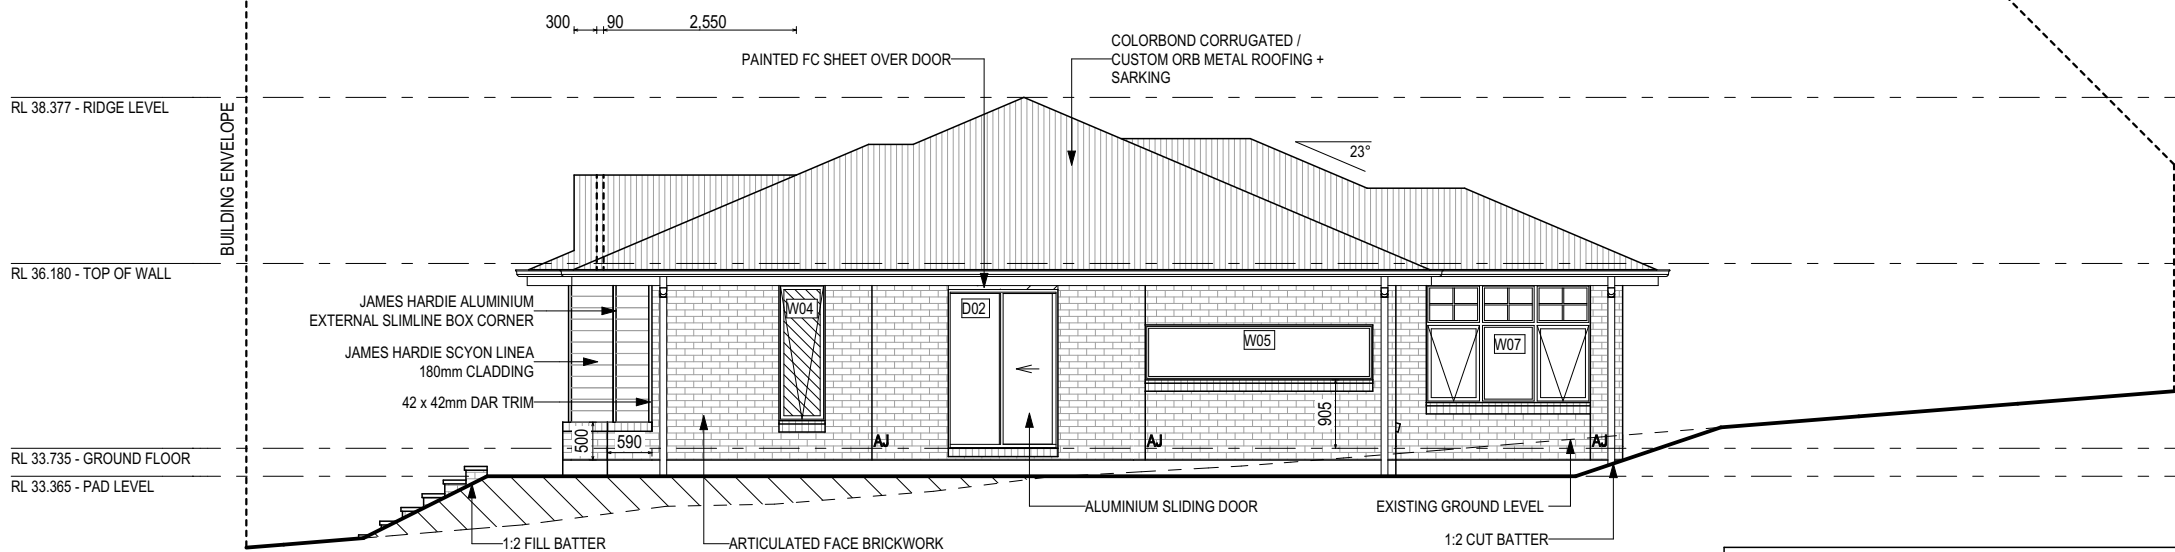 300 90 2,550
COLORBOND CORRUGATED /
CUSTOM ORB METAL ROOFING +
SARKING
PAINTED FC SHEET OVER DOOR
RL 38.377 - RIDGE LEVEL
BUILDING ENVELOPE
23°
RL 36.180 - TOP OF WALL
JAMES HARDIE ALUMINIUM
EXTERNAL SLIMLINE BOX CORNER
W04
D02
W05
W07
JAMES HARDIE SCYON LINEA
180mm CLADDING
42 x 42mm DAR TRIM
905
500
590
AJ
AJ
AJ
RL 33.735 - GROUND FLOOR
RL 33.365 - PAD LEVEL
ALUMINIUM SLIDING DOOR
EXISTING GROUND LEVEL
1:2 FILL BATTER
ARTICULATED FACE BRICKWORK
1:2 CUT BATTER